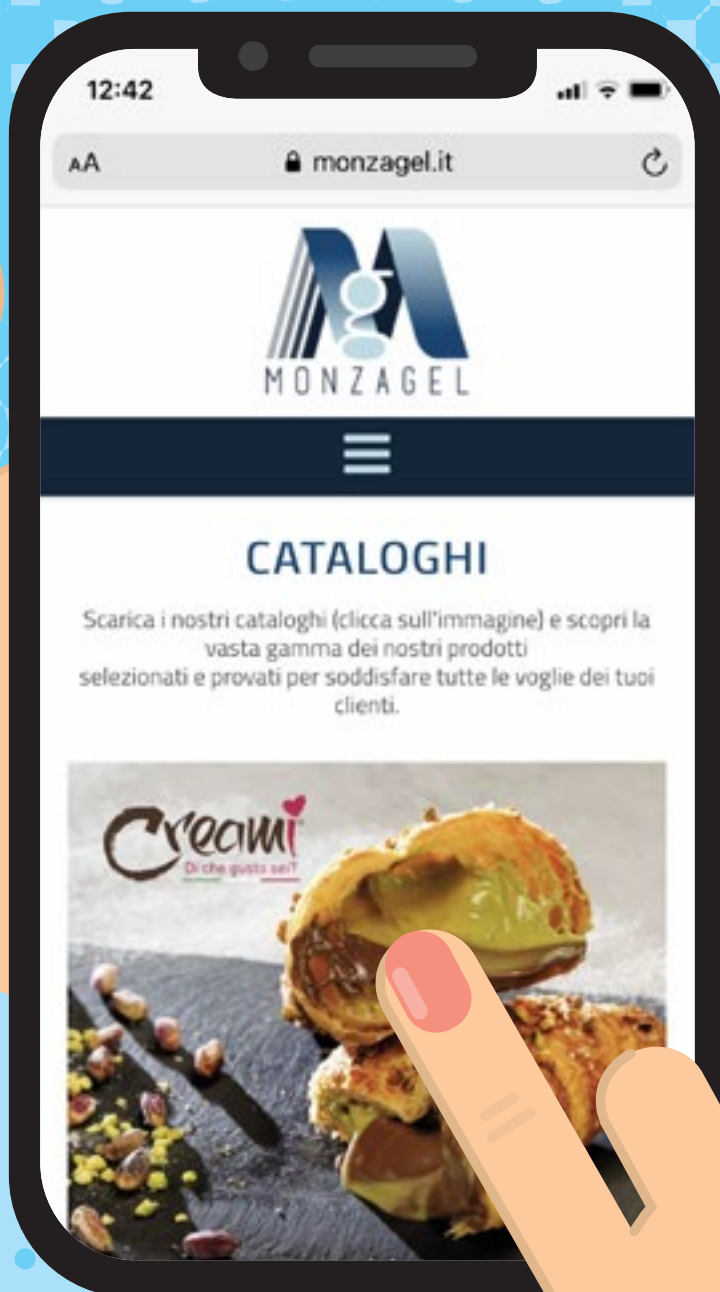 12:42
AA
monzagel.it
Mg
MONZAGEL
CATALOGHI
Scarica i nostri cataloghi (clicca sull'immagine) e scopri la
vasta gamma dei nostri prodotti
selezionati e provati per soddisfare tutte le voglie dei tuoi
clienti.
Creami
Di che gusto sei?